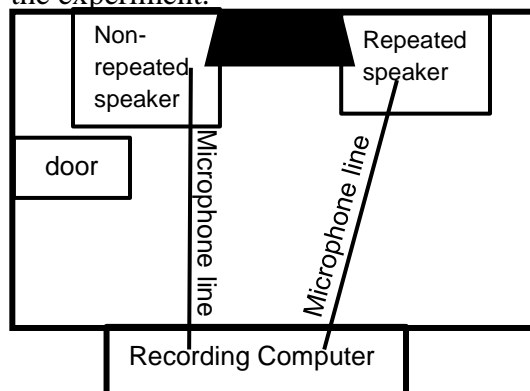 the experiment.
Non-
repeated
speaker
Repeated
speaker
door
Microphone line
Microphone line
Recording Computer